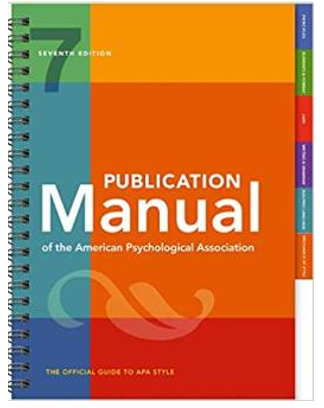 7
SEVENTH EDITION
PUBLICATION
Manual
of the American Psychological Association
THE OFFICIAL GUIDE TO APA STYLE